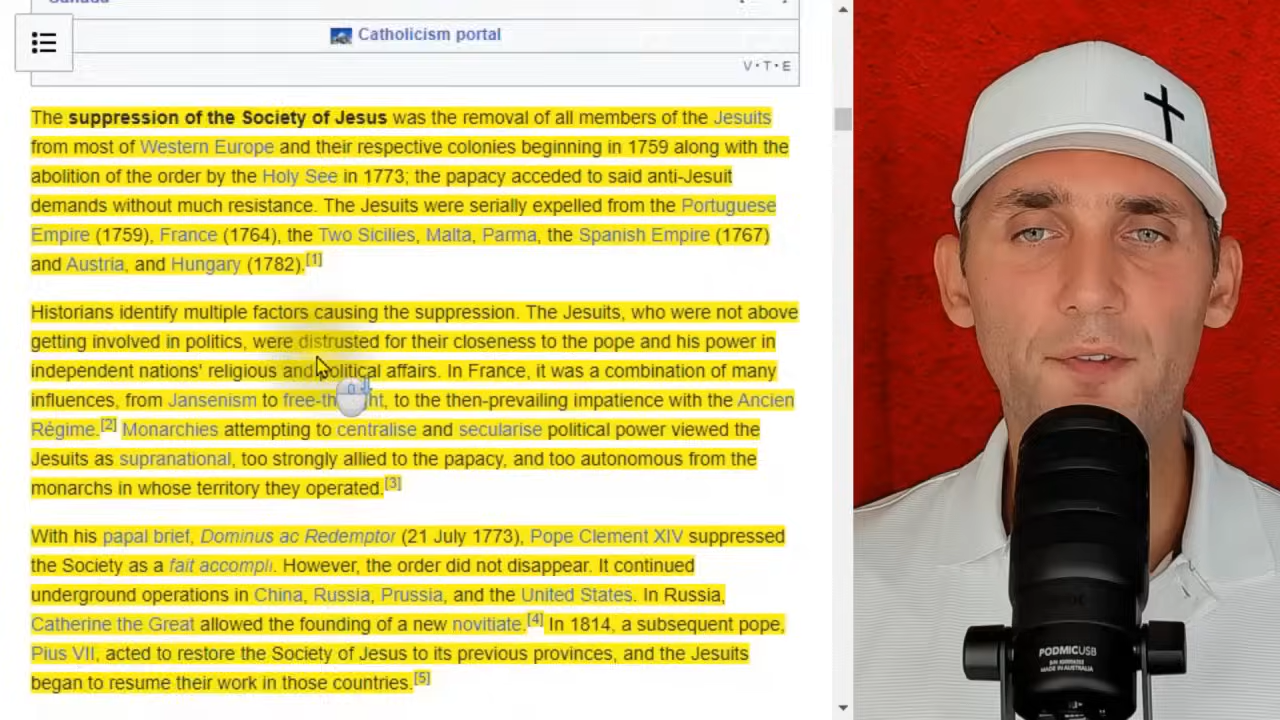 Catholicism portal
V・T・E
The suppression of the Society of Jesus was the removal of all members of the Jesuits
from most of Western Europe and their respective colonies beginning in 1759 along with the
abolition of the order by the Holy See in 1773; the papacy acceded to said anti-Jesuit
demands without much resistance. The Jesuits were serially expelled from the Portuguese
Empire (1759), France (1764), the Two Sicilies, Malta, Parma, the Spanish Empire (1767)
and Austria, and Hungary (1782).[1]
Historians identify multiple factors causing the suppression. The Jesuits, who were not above
getting involved in politics, were distrusted for their closeness to the pope and his power in
independent nations' religious and political affairs. In France, it was a combination of many
influences, from Jansenism to , to the then-prevailing impatience with the Ancien
Régime.[2] Monarchies attempting to centralise and secularise political power viewed the
Jesuits as supranational, too strongly allied to the papacy, and too autonomous from the
monarchs in whose territory they operated.[3]
With his papal brief, Dominus ac Redemptor (21 July 1773), Pope Clement XIV suppressed
the Society as a fait accompli. However, the order did not disappear. It continued
underground operations in China, Russia, Prussia, and the United States. In Russia,
Catherine the Great allowed the founding of a new novitiate.[4] In 1814, a subsequent pope,
Pius VII, acted to restore the Society of Jesus to its previous provinces, and the Jesuits
began to resume their work in those countries.[5]
PODMICUSB
MADE IN AUSTRALIA